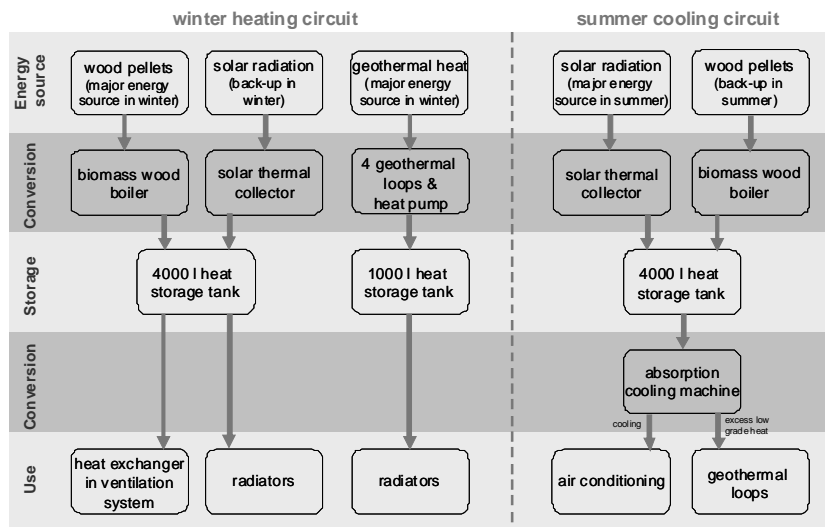 winter heating circuit
summer cooling circuit
Energy
source
wood pellets
(major energy
source in winter)
solar radiation
(back-up in
winter)
geothermal heat
(major energy
source in winter)
solar radiation
(major energy
source in summer)
wood pellets
(back-up in
summer)
Conversion
biomass wood
boiler
solar thermal
collector
4 geothermal
loops &
heat pump
solar thermal
collector
biomass wood
boiler
Storage
4000 l heat
storage tank
1000 l heat
storage tank
4000 l heat
storage tank
Conversion
absorption
cooling machine
cooling
excess low
grade heat
Use
heat exchanger
in ventilation
system
radiators
radiators
air conditioning
geothermal
loops